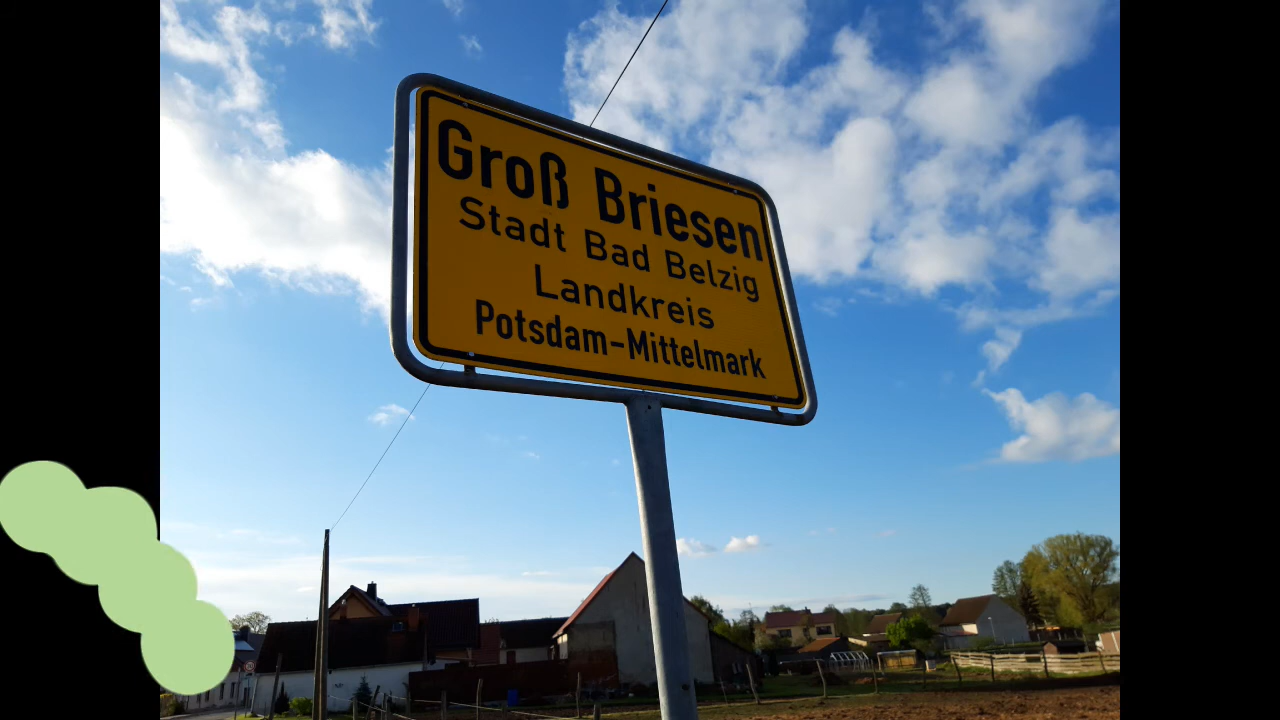 Groß Briesen
Stadt Bad Belzig
Landkreis
Potsdam-Mittelmark